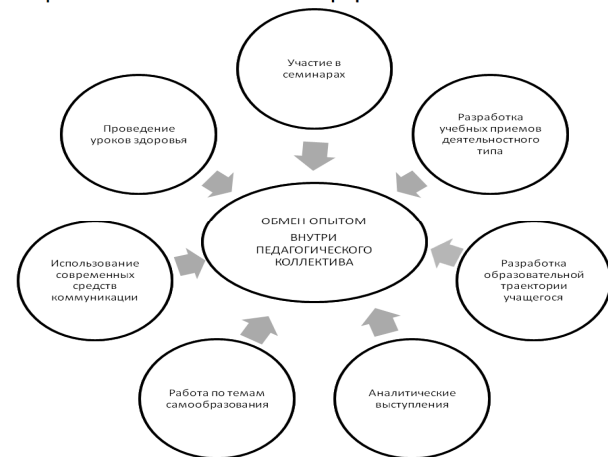 Участие в
семинарах
Разработка
учебных приемов
деятельностного
типа
Проведение
уроков здоровья
ОБМЕН ОПЫТОМ
ВНУТРИ
ПЕДАГОГИЧЕСКОГО
КОЛЛЕКТИВА
Использование
современных
средств
коммуникации
Разработка
образовательной
траектории
учащегося
Работа по темам
самообразования
Аналитические
выступления